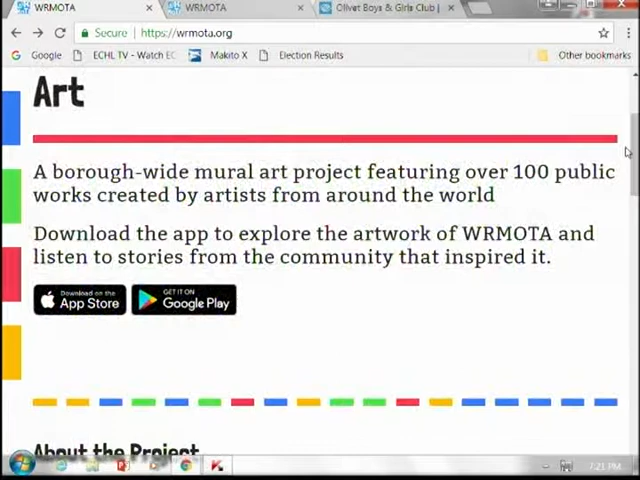 WRMOTA
WRMOTA
Olivet Boys & Girls Club |
Secure
https://wrmota.org
Google
ECHL TV - Watch EC
Makito X
Election Results
Other bookmarks
Art
A borough-wide mural art project featuring over 100 public
works created by artists from around the world
Download the app to explore the artwork of WRMOTA and
listen to stories from the community that inspired it.
Download on the
App Store
GET IT ON
Google Play
About the Project
7:21 PM